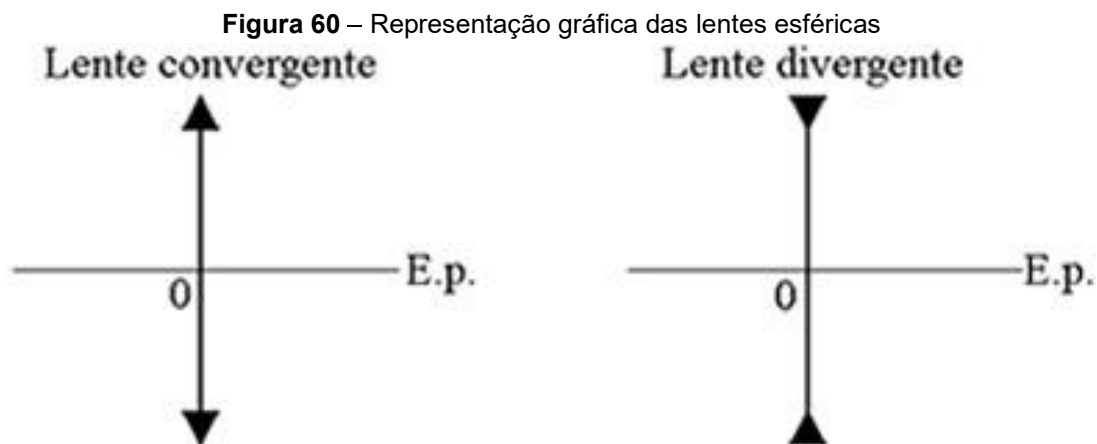 Figura 60 – Representação gráfica das lentes esféricas
Lente convergente
Lente divergente
E.p.
0
E.p.
0